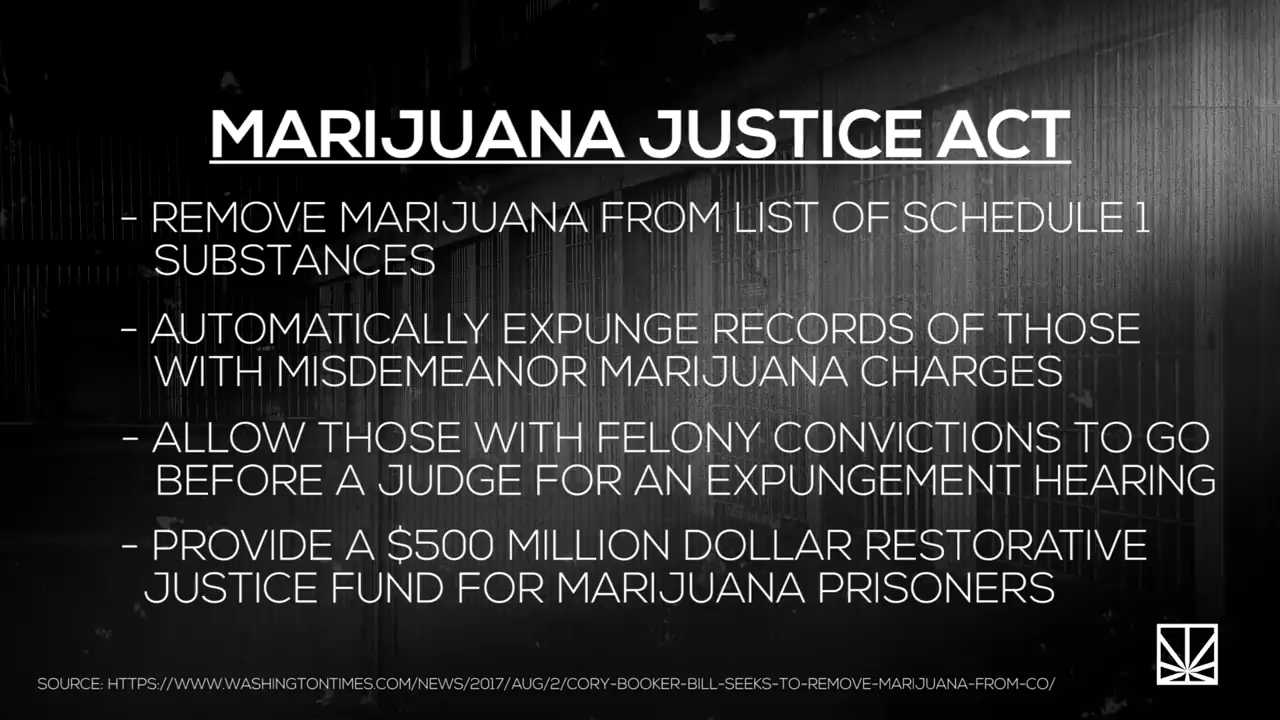 MARIJUANA JUSTICE ACT
- REMOVE MARIJUANA FROM LIST OF SCHEDULE 1
SUBSTANCES
- AUTOMATICALLY EXPUNGE RECORDS OF THOSE
WITH MISDEMEANOR MARIJUANA CHARGES
- ALLOW THOSE WITH FELONY CONVICTIONS TO GO
BEFORE A JUDGE FOR AN EXPUNGEMENT HEARING
- PROVIDE A $500 MILLION DOLLAR RESTORATIVE
JUSTICE FUND FOR MARIJUANA PRISONERS
SOURCE: HTTPS://WWW.WASHINGTONTIMES.COM/NEWS/2017/AUG/2/CORY-BOOKER-BILL-SEEKS-TO-REMOVE-MARIJUANA-FROM-CO/